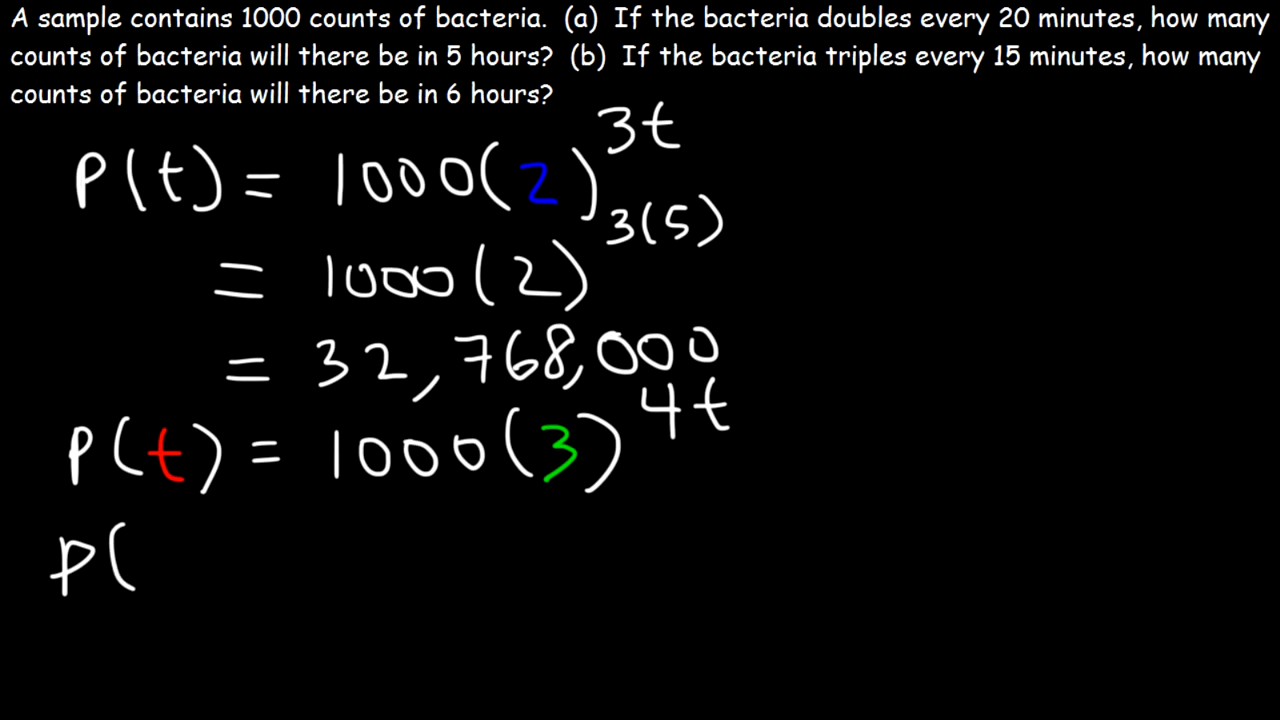 A sample contains 1000 counts of bacteria. (a) If the bacteria doubles every 20 minutes, how many
counts of bacteria will there be in 5 hours? (b) If the bacteria triples every 15 minutes, how many
counts of bacteria will there be in 6 hours?
P(t) = 1000(2)^3t
= 1000(2)^3(5)
= 32,768,000
P(t) = 1000(3)^4t
P(